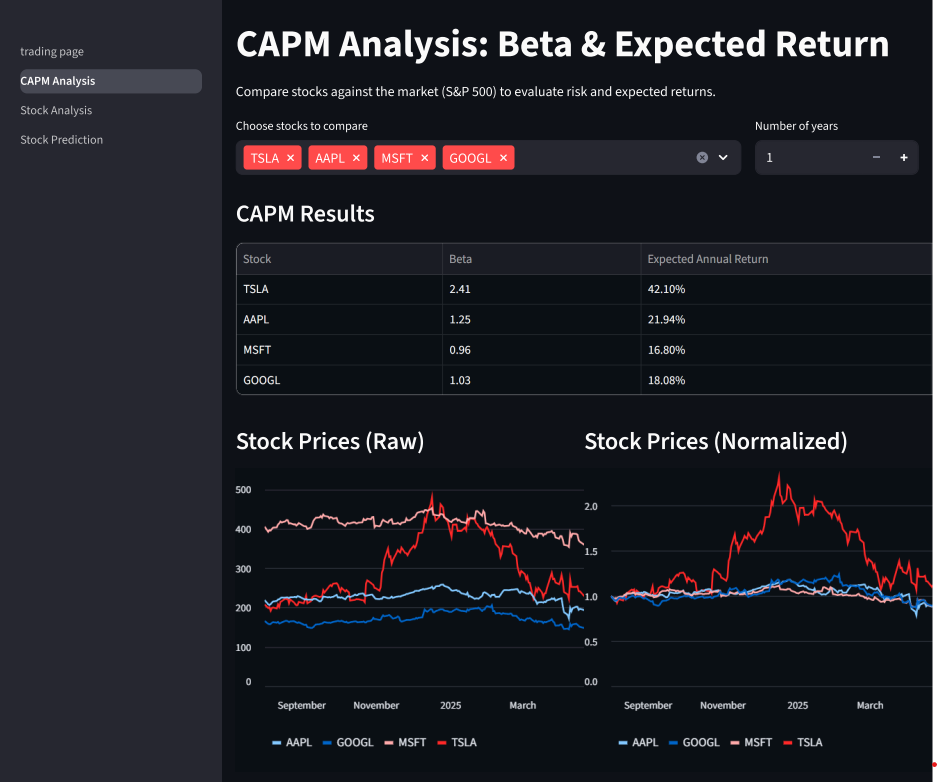 trading page
CAPM Analysis
Stock Analysis
Stock Prediction
CAPM Analysis: Beta & Expected Return
Compare stocks against the market (S&P 500) to evaluate risk and expected returns.
Choose stocks to compare
Number of years
TSLA × AAPL × MSFT × GOOGL ×
1 − +
CAPM Results
Stock Beta Expected Annual Return
TSLA 2.41 42.10%
AAPL 1.25 21.94%
MSFT 0.96 16.80%
GOOGL 1.03 18.08%
Stock Prices (Raw)
500
400
300
200
100
0
September November 2025 March
AAPL GOOGL MSFT TSLA
Stock Prices (Normalized)
2.0
1.5
1.0
0.5
0.0
September November 2025 March
AAPL GOOGL MSFT TSLA